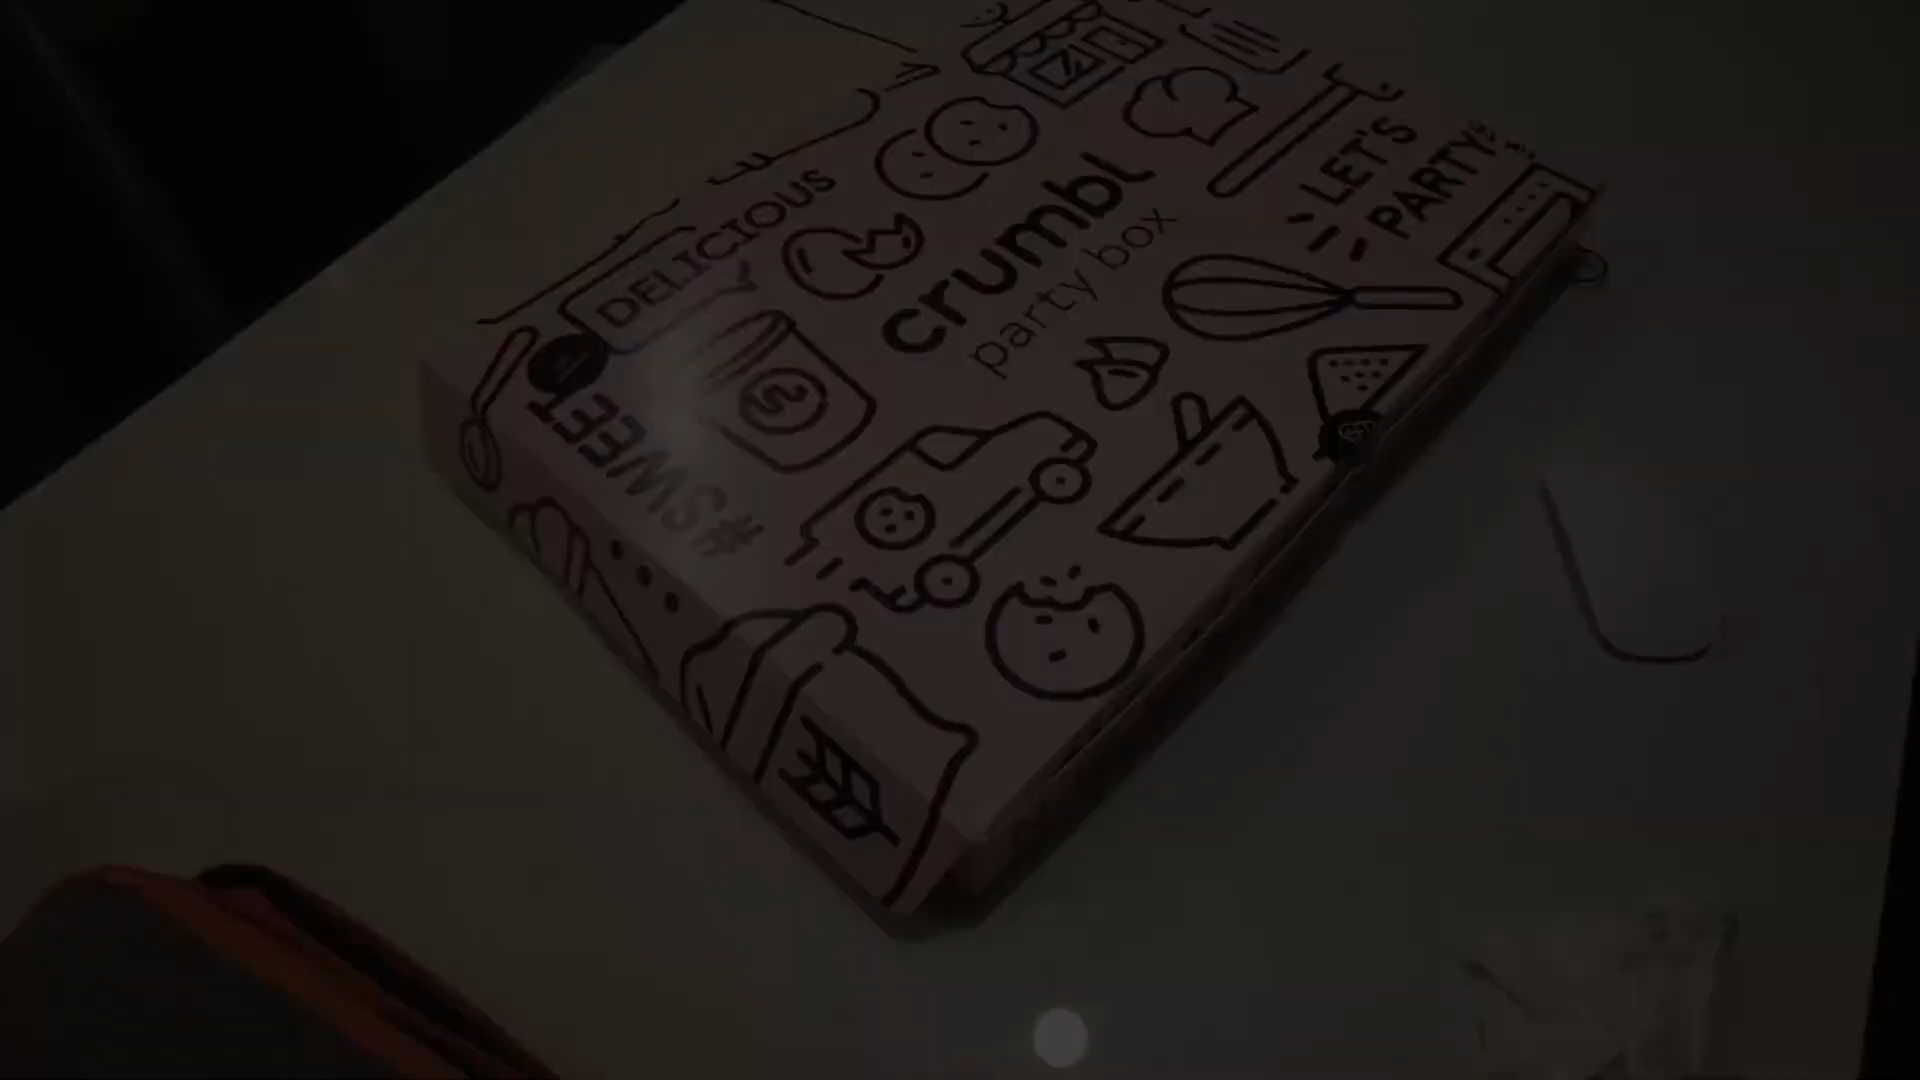 LET'S
PARTY
DELICIOUS
crumbl
party box
#SWEET